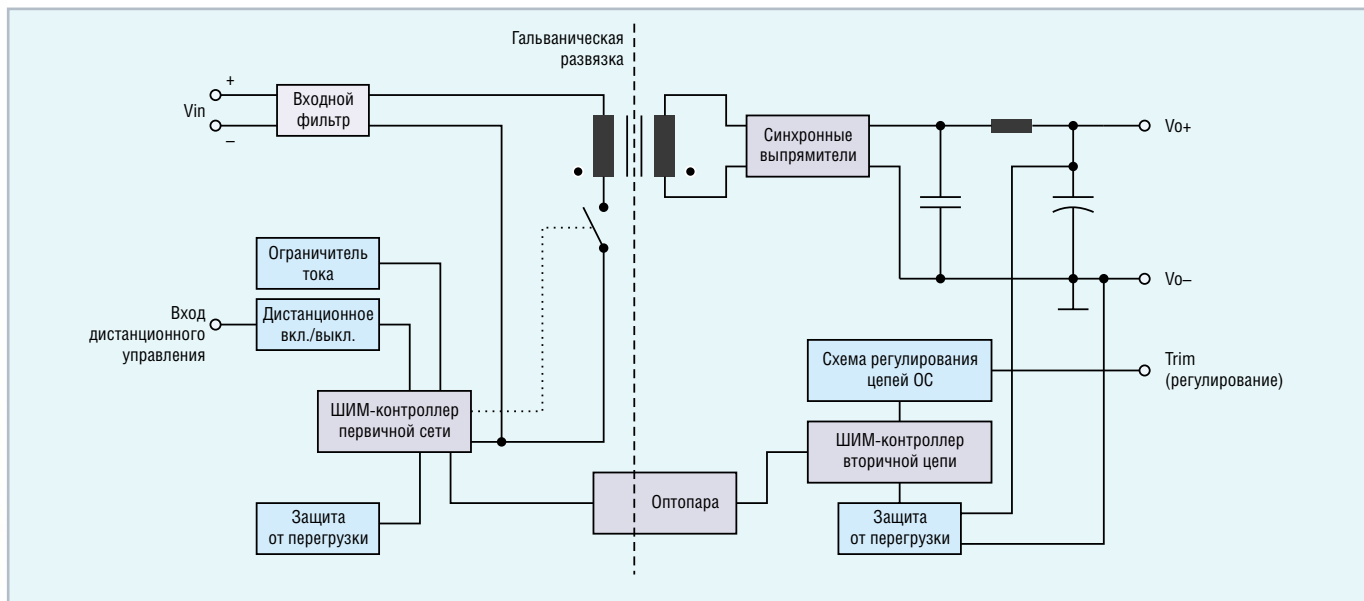 Гальваническая
развязка
+
Vin
–
Входной
фильтр
Синхронные
выпрямители
Vo+
Ограничитель
тока
Vo–
Вход
дистанционного
управления
Дистанционное
вкл./выкл.
Схема регулирования
цепей ОС
Trim
(регулирование)
ШИМ-контроллер
первичной сети
ШИМ-контроллер
вторичной цепи
Оптопара
Защита
от перегрузки
Защита
от перегрузки